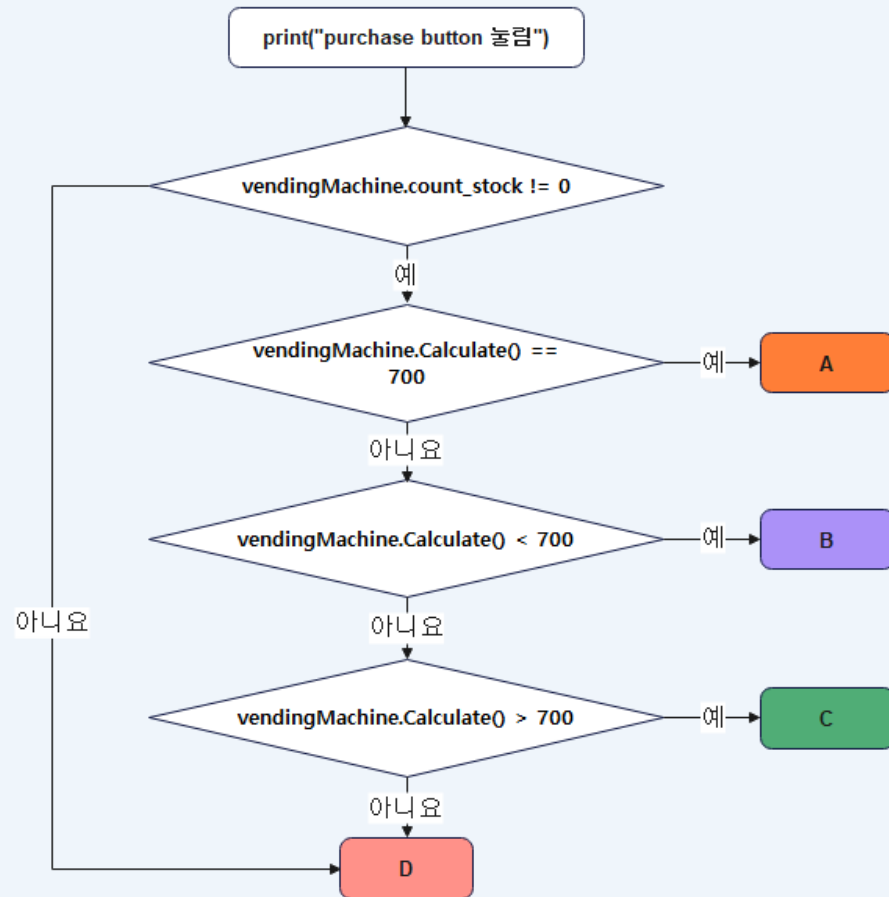 print("purchase button 눌림")
vendingMachine.count_stock != 0
예
vendingMachine.Calculate() ==
700
예
A
아니요
vendingMachine.Calculate() < 700
예
B
아니요
아니요
vendingMachine.Calculate() > 700
예
C
아니요
D